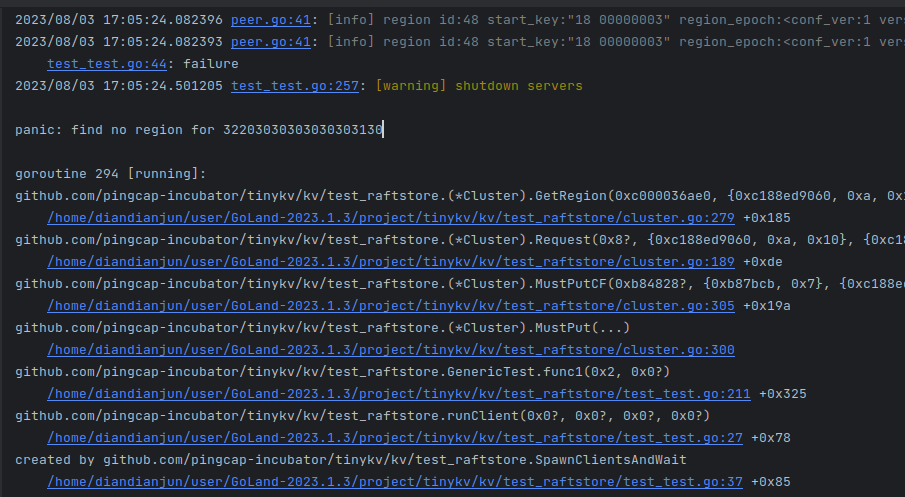 2023/08/03 17:05:24.082396 peer.go:41: [info] region id:48 start_key:"18 00000003" region_epoch:<conf_ver:1 ver
2023/08/03 17:05:24.082393 peer.go:41: [info] region id:48 start_key:"18 00000003" region_epoch:<conf_ver:1 ver
test_test.go:44: failure
2023/08/03 17:05:24.501205 test_test.go:257: [warning] shutdown servers
panic: find no region for 32203030303030303130
goroutine 294 [running]:
github.com/pingcap-incubator/tinykv/kv/test_raftstore.(*Cluster).GetRegion(0xc000036ae0, {0xc188ed9060, 0xa, 0x
/home/diandianjun/user/GoLand-2023.1.3/project/tinykv/kv/test_raftstore/cluster.go:279 +0x185
github.com/pingcap-incubator/tinykv/kv/test_raftstore.(*Cluster).Request(0x8?, {0xc188ed9060, 0xa, 0x10}, {0xc18
/home/diandianjun/user/GoLand-2023.1.3/project/tinykv/kv/test_raftstore/cluster.go:189 +0xde
github.com/pingcap-incubator/tinykv/kv/test_raftstore.(*Cluster).MustPutCF(0xb84828?, {0xb87bcb, 0x7}, {0xc188ed
/home/diandianjun/user/GoLand-2023.1.3/project/tinykv/kv/test_raftstore/cluster.go:305 +0x19a
github.com/pingcap-incubator/tinykv/kv/test_raftstore.(*Cluster).MustPut(...)
/home/diandianjun/user/GoLand-2023.1.3/project/tinykv/kv/test_raftstore/cluster.go:300
github.com/pingcap-incubator/tinykv/kv/test_raftstore.GenericTest.func1(0x2, 0x0?)
/home/diandianjun/user/GoLand-2023.1.3/project/tinykv/kv/test_raftstore/test_test.go:211 +0x325
github.com/pingcap-incubator/tinykv/kv/test_raftstore.runClient(0x0?, 0x0?, 0x0?, 0x0?)
/home/diandianjun/user/GoLand-2023.1.3/project/tinykv/kv/test_raftstore/test_test.go:27 +0x78
created by github.com/pingcap-incubator/tinykv/kv/test_raftstore.SpawnClientsAndWait
/home/diandianjun/user/GoLand-2023.1.3/project/tinykv/kv/test_raftstore/test_test.go:37 +0x85